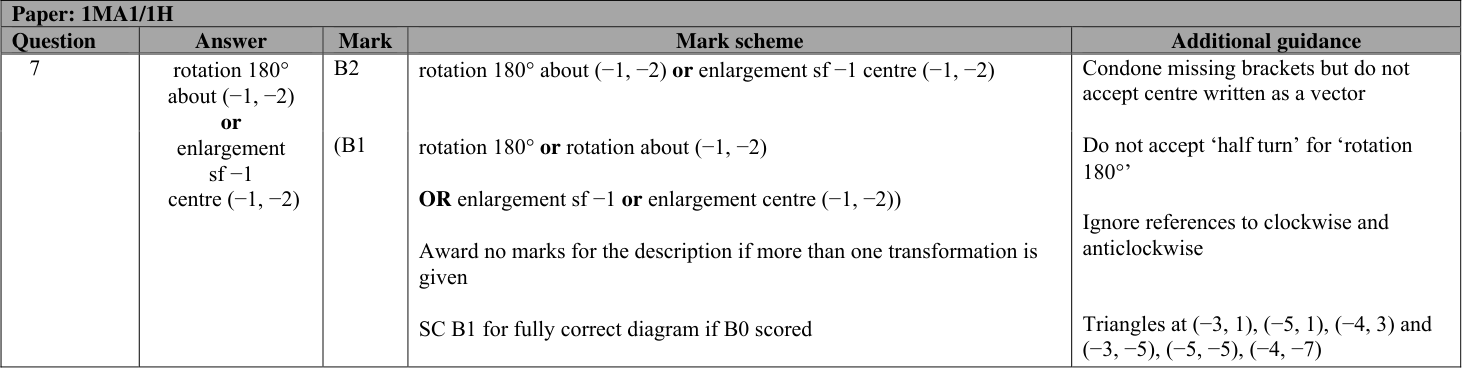 Paper: 1MA1/1H
Question Answer Mark Mark scheme Additional guidance
7
rotation 180°
about (−1, −2)
or
enlargement
sf −1
centre (−1, −2)
B2
(B1
rotation 180° about (−1, −2) or enlargement sf −1 centre (−1, −2)
rotation 180° or rotation about (−1, −2)
OR enlargement sf −1 or enlargement centre (−1, −2))
Award no marks for the description if more than one transformation is
given
SC B1 for fully correct diagram if B0 scored
Condone missing brackets but do not
accept centre written as a vector
Do not accept ‘half turn’ for ‘rotation
180°’
Ignore references to clockwise and
anticlockwise
Triangles at (−3, 1), (−5, 1), (−4, 3) and
(−3, −5), (−5, −5), (−4, −7)